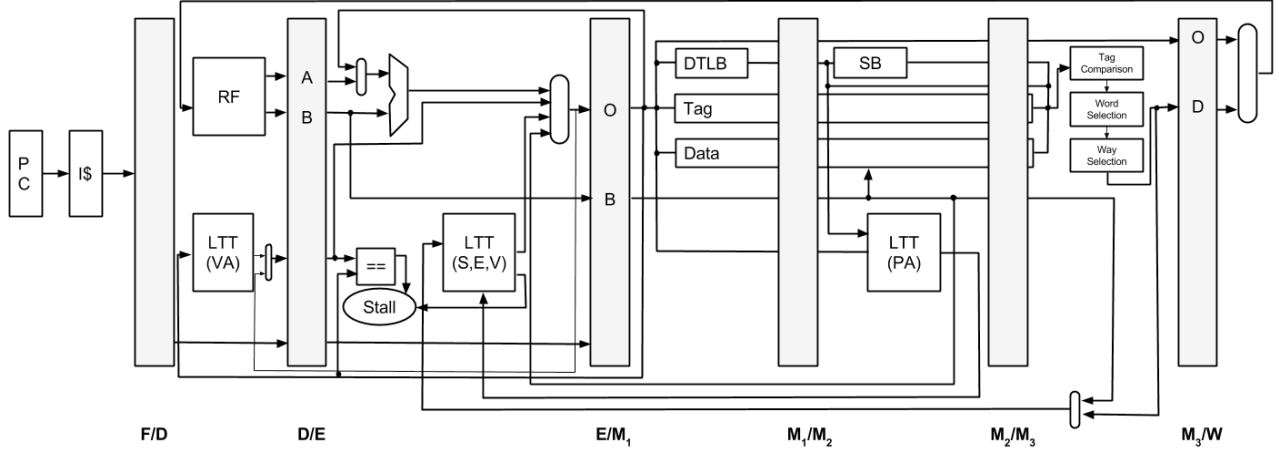 P
C
I$
RF
LTT
(VA)
A
B
==
Stall
LTT
(S,E,V)
O
B
DTLB
Tag
Data
SB
LTT
(PA)
Tag
Comparison
Word
Selection
Way
Selection
O
D
F/D
D/E
E/M1
M1/M2
M2/M3
M3/W